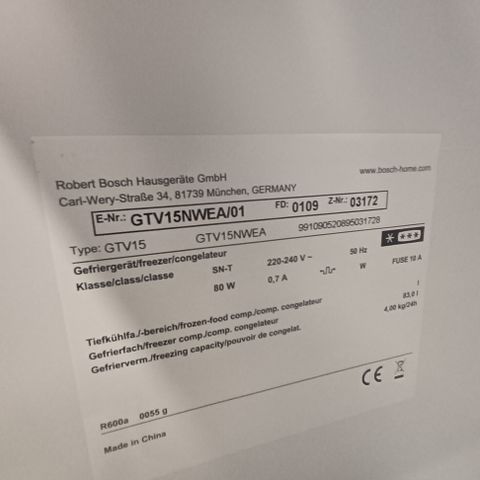 Robert Bosch Hausgeräte GmbH
www.bosch-home.com
Carl-Wery-Straße 34, 81739 München, GERMANY
E-Nr.: GTV15NWEA/01 FD: 0109 Z-Nr.: 03172
Type: GTV15 GTV15NWEA 991090520895031728
Gefriergerät/freezer/congelateur
Klasse/class/classe SN-T 220-240 V ~ 50 Hz
80 W 0,7 A W FUSE 10 A
Tiefkühlfa./-bereich/frozen-food comp./comp. congelateur l
Gefrierfach/freezer comp./comp. congelateur 83,0 l
Gefrierverm./freezing capacity/pouvoir de congelat. 4,00 kg/24h
CE
R600a 0055 g
Made in China